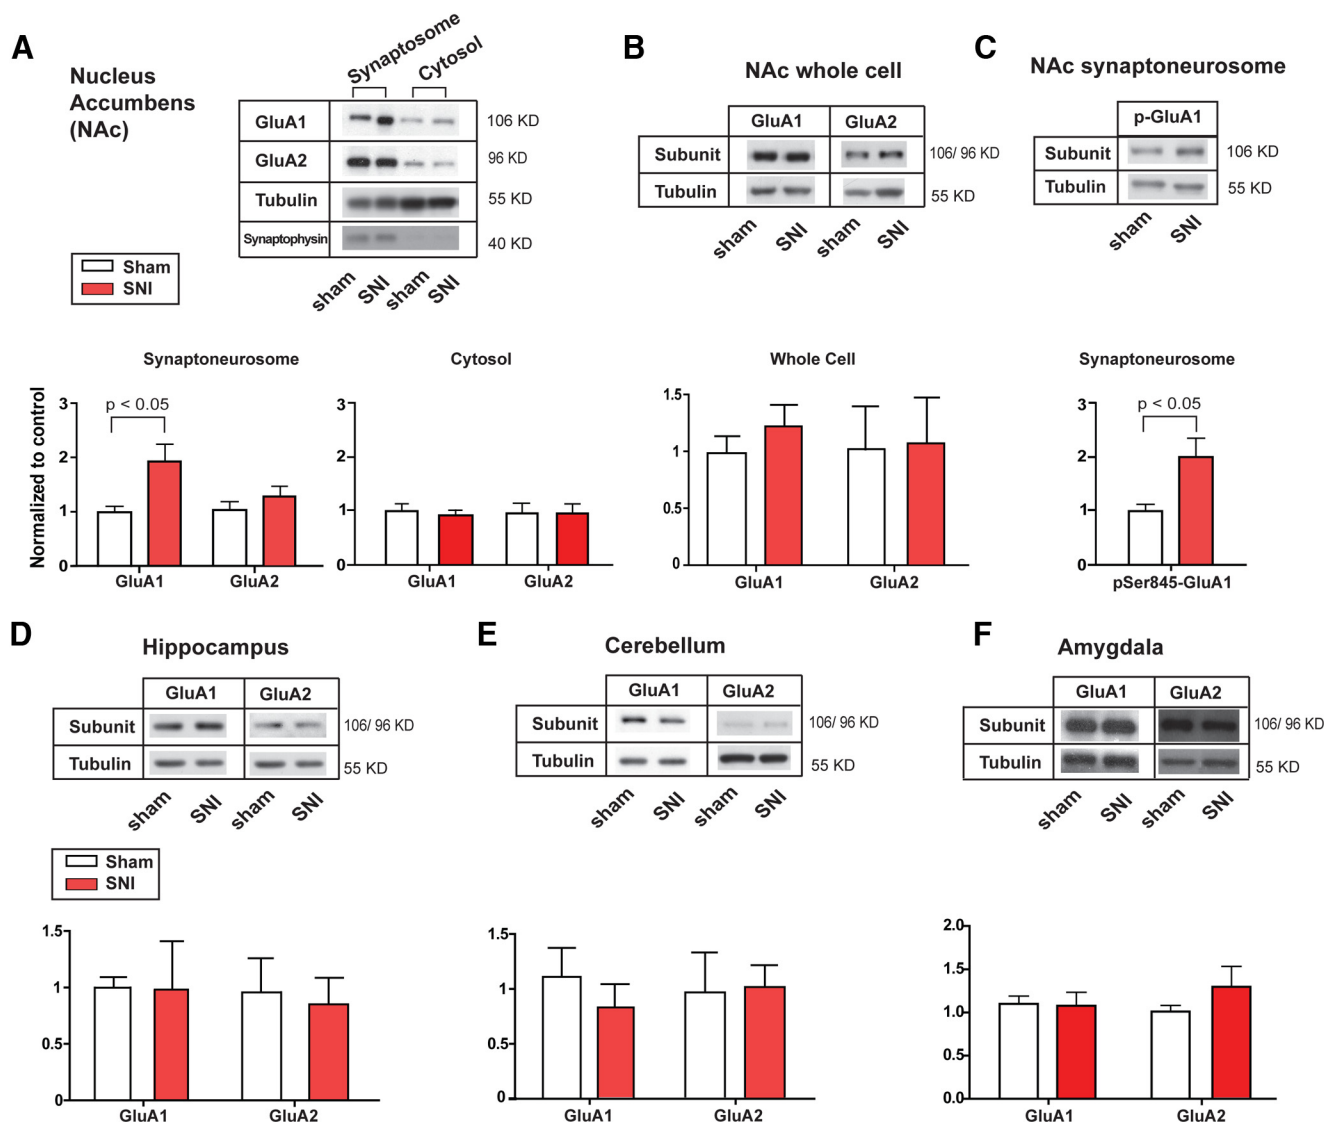 A
Nucleus
Accumbens
(NAc)
Synaptosome
Cytosol
GluA1
106 KD
GluA2
96 KD
Tubulin
55 KD
Synaptophysin
40 KD
sham
SNI
sham
SNI
Sham
SNI
B
NAc whole cell
GluA1 GluA2
Subunit
106/ 96 KD
Tubulin
55 KD
sham
SNI
sham
SNI
C
NAc synaptoneurosome
p-GluA1
Subunit
106 KD
Tubulin
55 KD
sham
SNI
Synaptoneurosome
Normalized to control
3
2
1
0
p < 0.05
GluA1 GluA2
Cytosol
3
2
1
0
GluA1 GluA2
Whole Cell
1.5
1
0.5
0
GluA1 GluA2
Synaptoneurosome
3
2
1
0
p < 0.05
pSer845-GluA1
D
Hippocampus
GluA1 GluA2
Subunit
106/ 96 KD
Tubulin
55 KD
sham
SNI
sham
SNI
Sham
SNI
1.5
1
0.5
0
GluA1 GluA2
E
Cerebellum
GluA1 GluA2
Subunit
106/ 96 KD
Tubulin
55 KD
sham
SNI
sham
SNI
1.5
1
0.5
0
GluA1 GluA2
F
Amygdala
GluA1 GluA2
Subunit
106/ 96 KD
Tubulin
55 KD
sham
SNI
sham
SNI
2.0
1.5
1.0
0.5
0.0
GluA1 GluA2